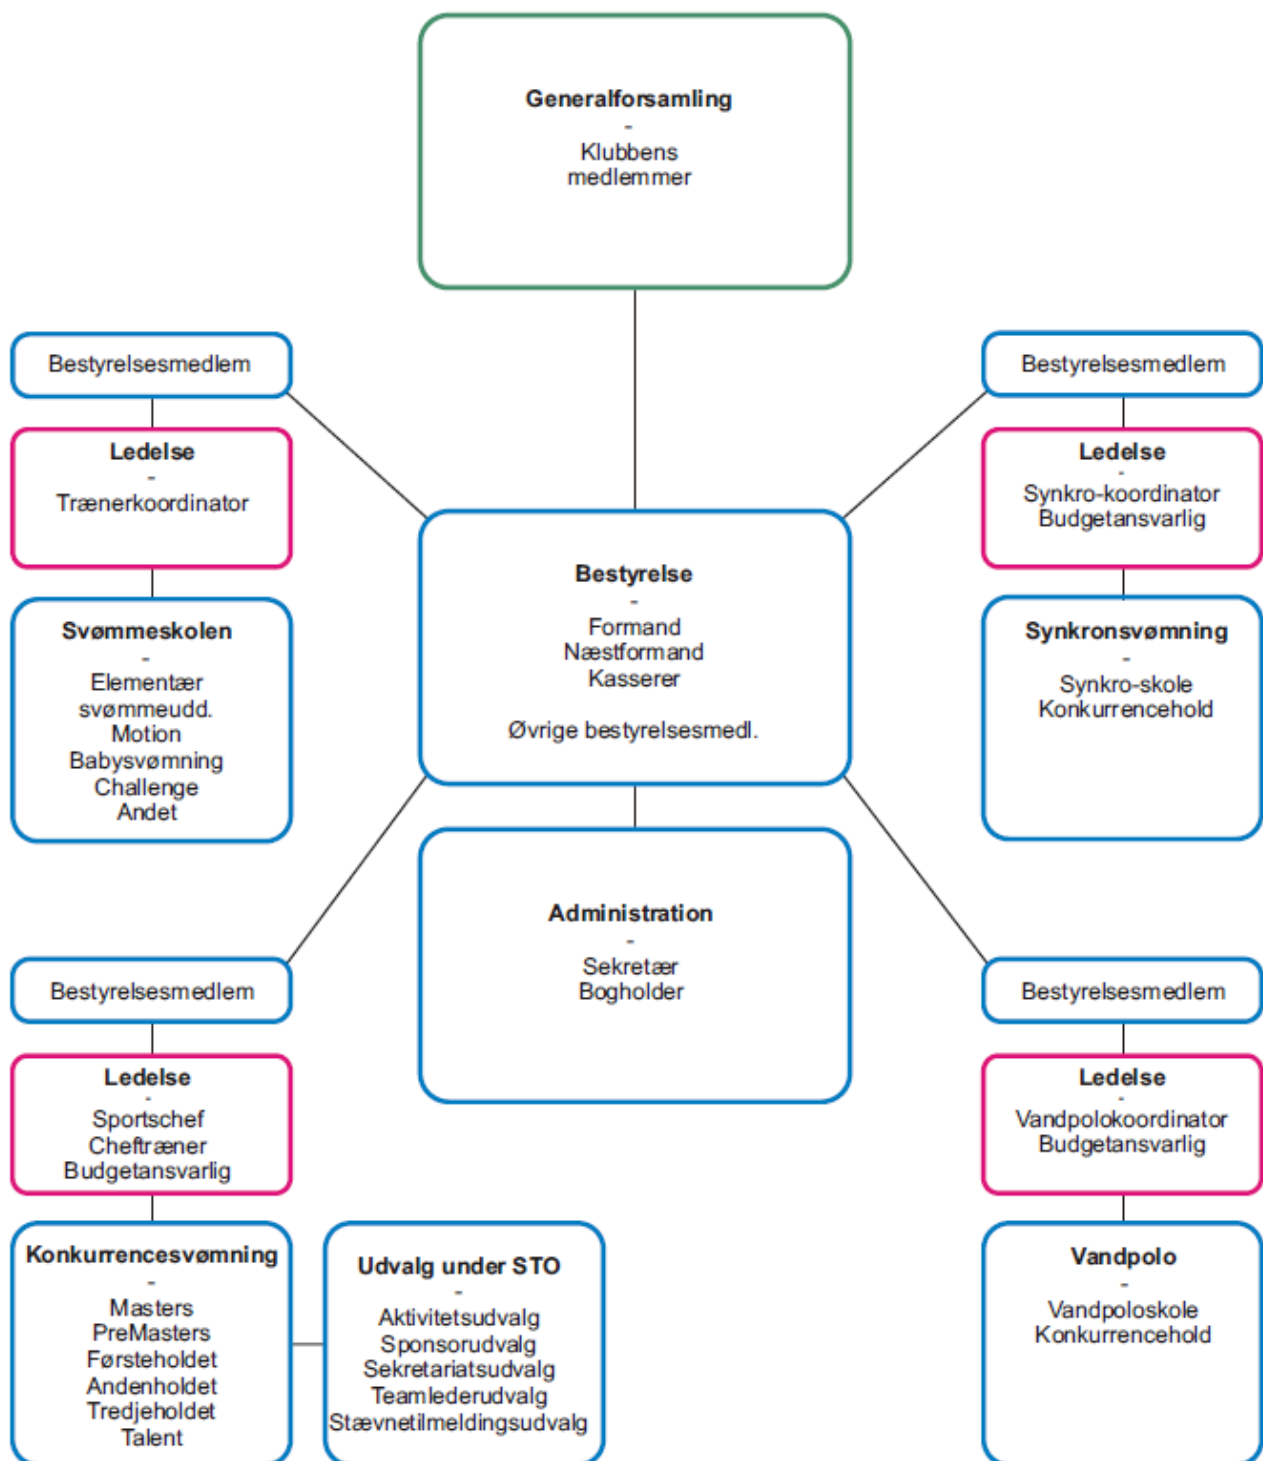 Generalforsamling
-
Klubbens
medlemmer
Bestyrelsesmedlem
Ledelse
-
Trænerkoordinator
Svømmeskolen
-
Elementær
svømmeudd.
Motion
Babysvømning
Challenge
Andet
Bestyrelsesmedlem
Ledelse
-
Synkro-koordinator
Budgetansvarlig
Synkronsvømning
-
Synkro-skole
Konkurrencehold
Bestyrelse
-
Formand
Næstformand
Kasserer
Øvrige bestyrelsesmedl.
Administration
-
Sekretær
Bogholder
Bestyrelsesmedlem
Ledelse
-
Sportschef
Cheftræner
Budgetansvarlig
Konkurrencesvømning
-
Masters
PreMasters
Førsteholdet
Andenholdet
Tredjeholdet
Talent
Udvalg under STO
-
Aktivitetsudvalg
Sponsorudvalg
Sekretariatsudvalg
Teamlederudvalg
Stævnetilmeldingsudvalg
Bestyrelsesmedlem
Ledelse
-
Vandpolokoordinator
Budgetansvarlig
Vandpolo
-
Vandpoloskole
Konkurrencehold